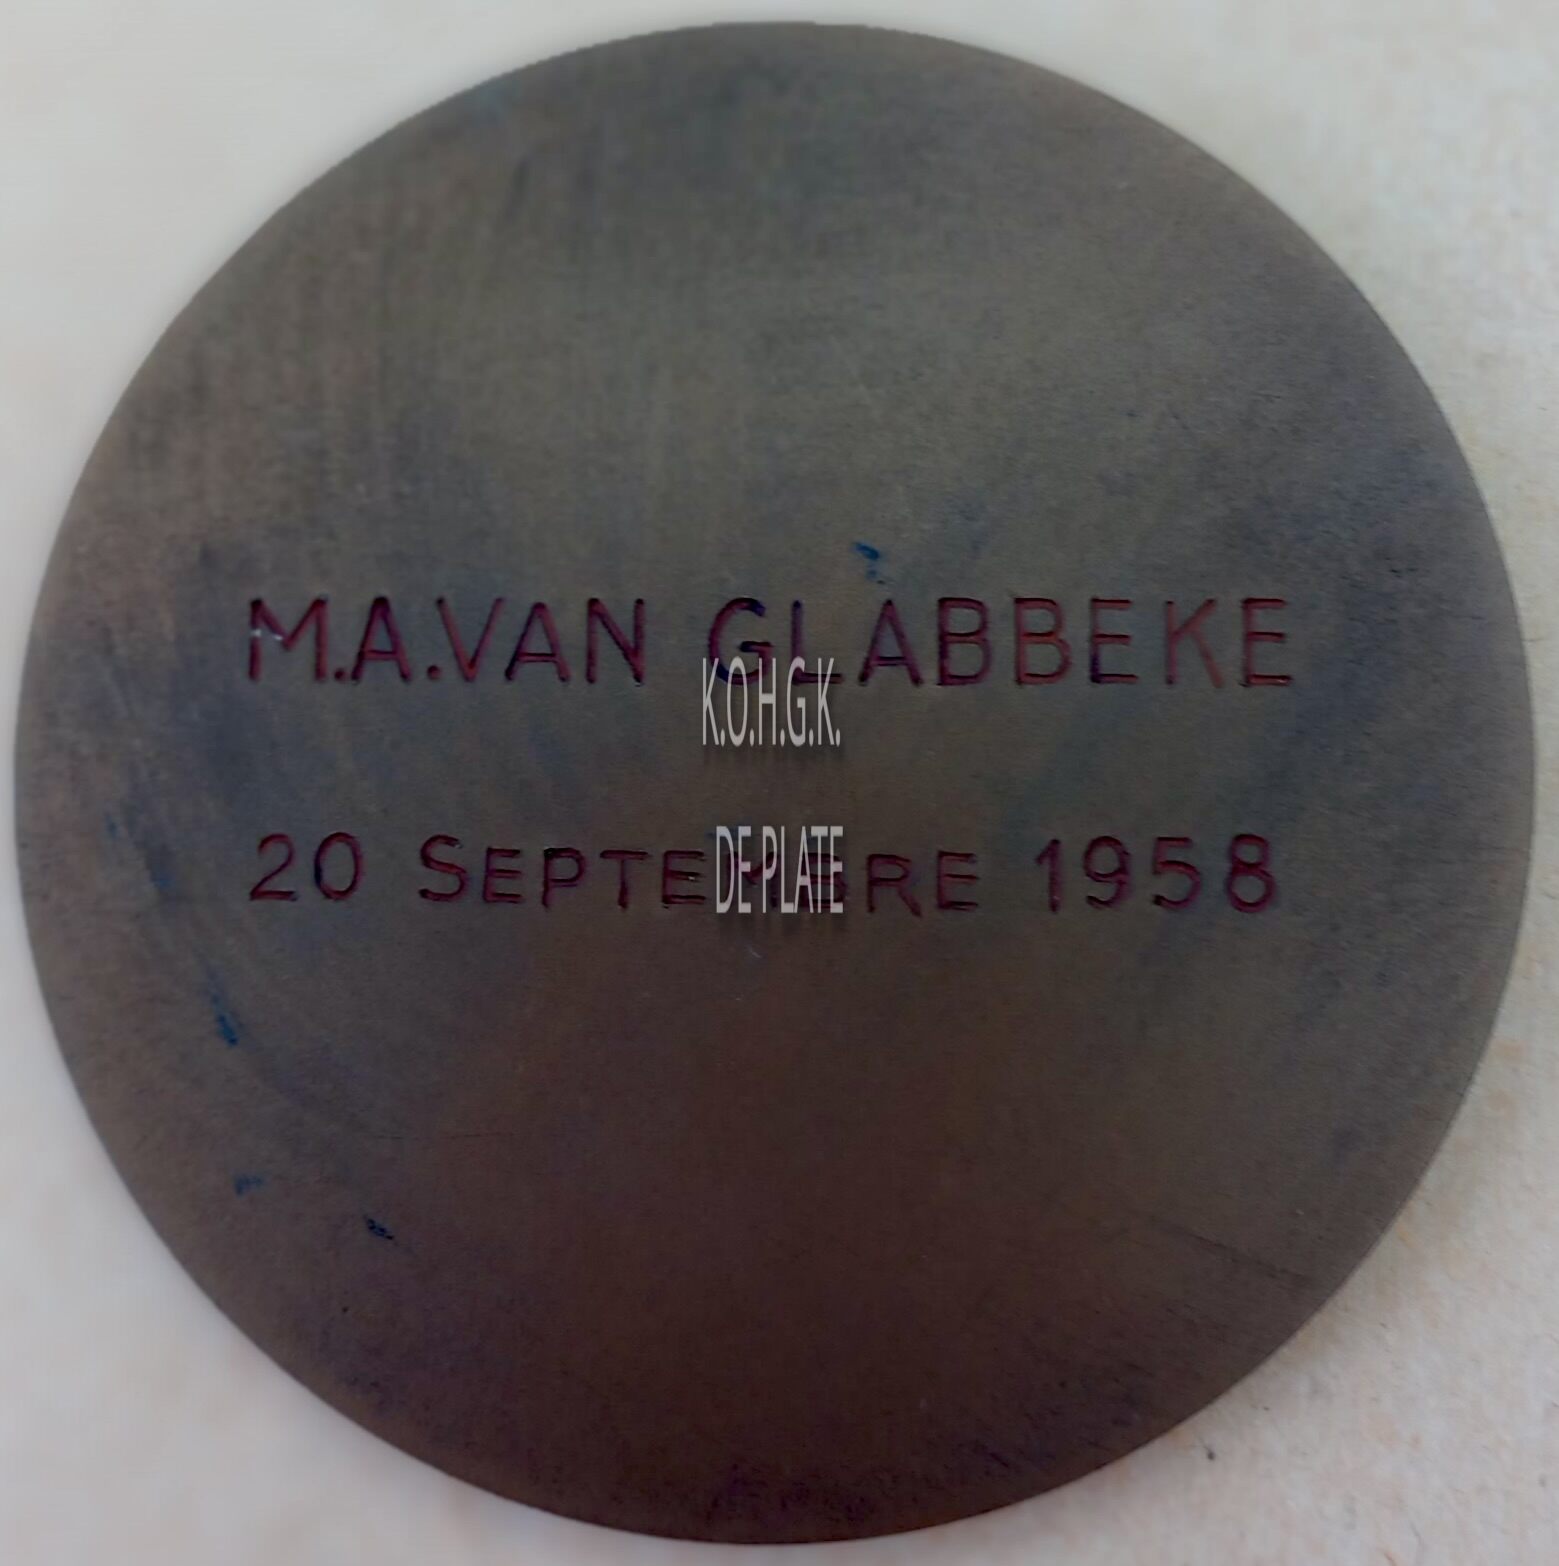 M.A.VAN GLABBEKE
K.O.H.G.K.
20 SEPTEMBRE 1958
DE PLATE